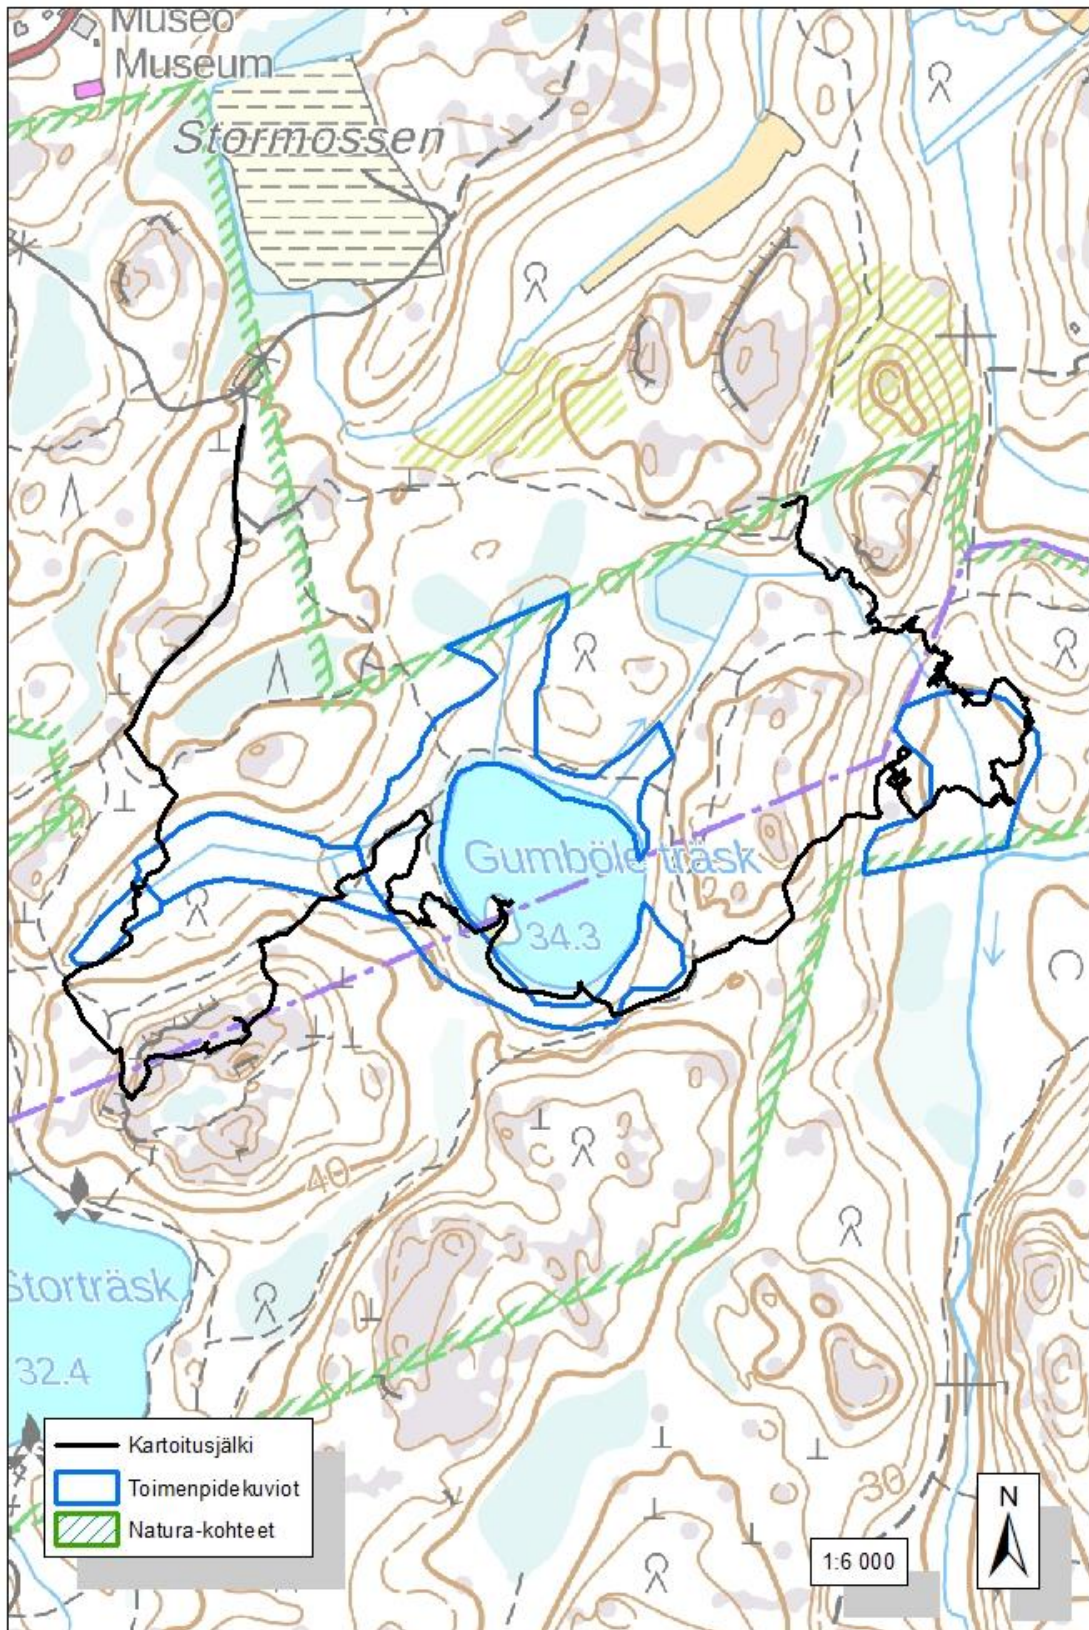 Museo
Museum
Stormossen
Gumböle träsk
34.3
40
Storträsk
32.4
30
Kartoitusjälki
Toimenpidekuviot
Natura-kohteet
1:6 000
N